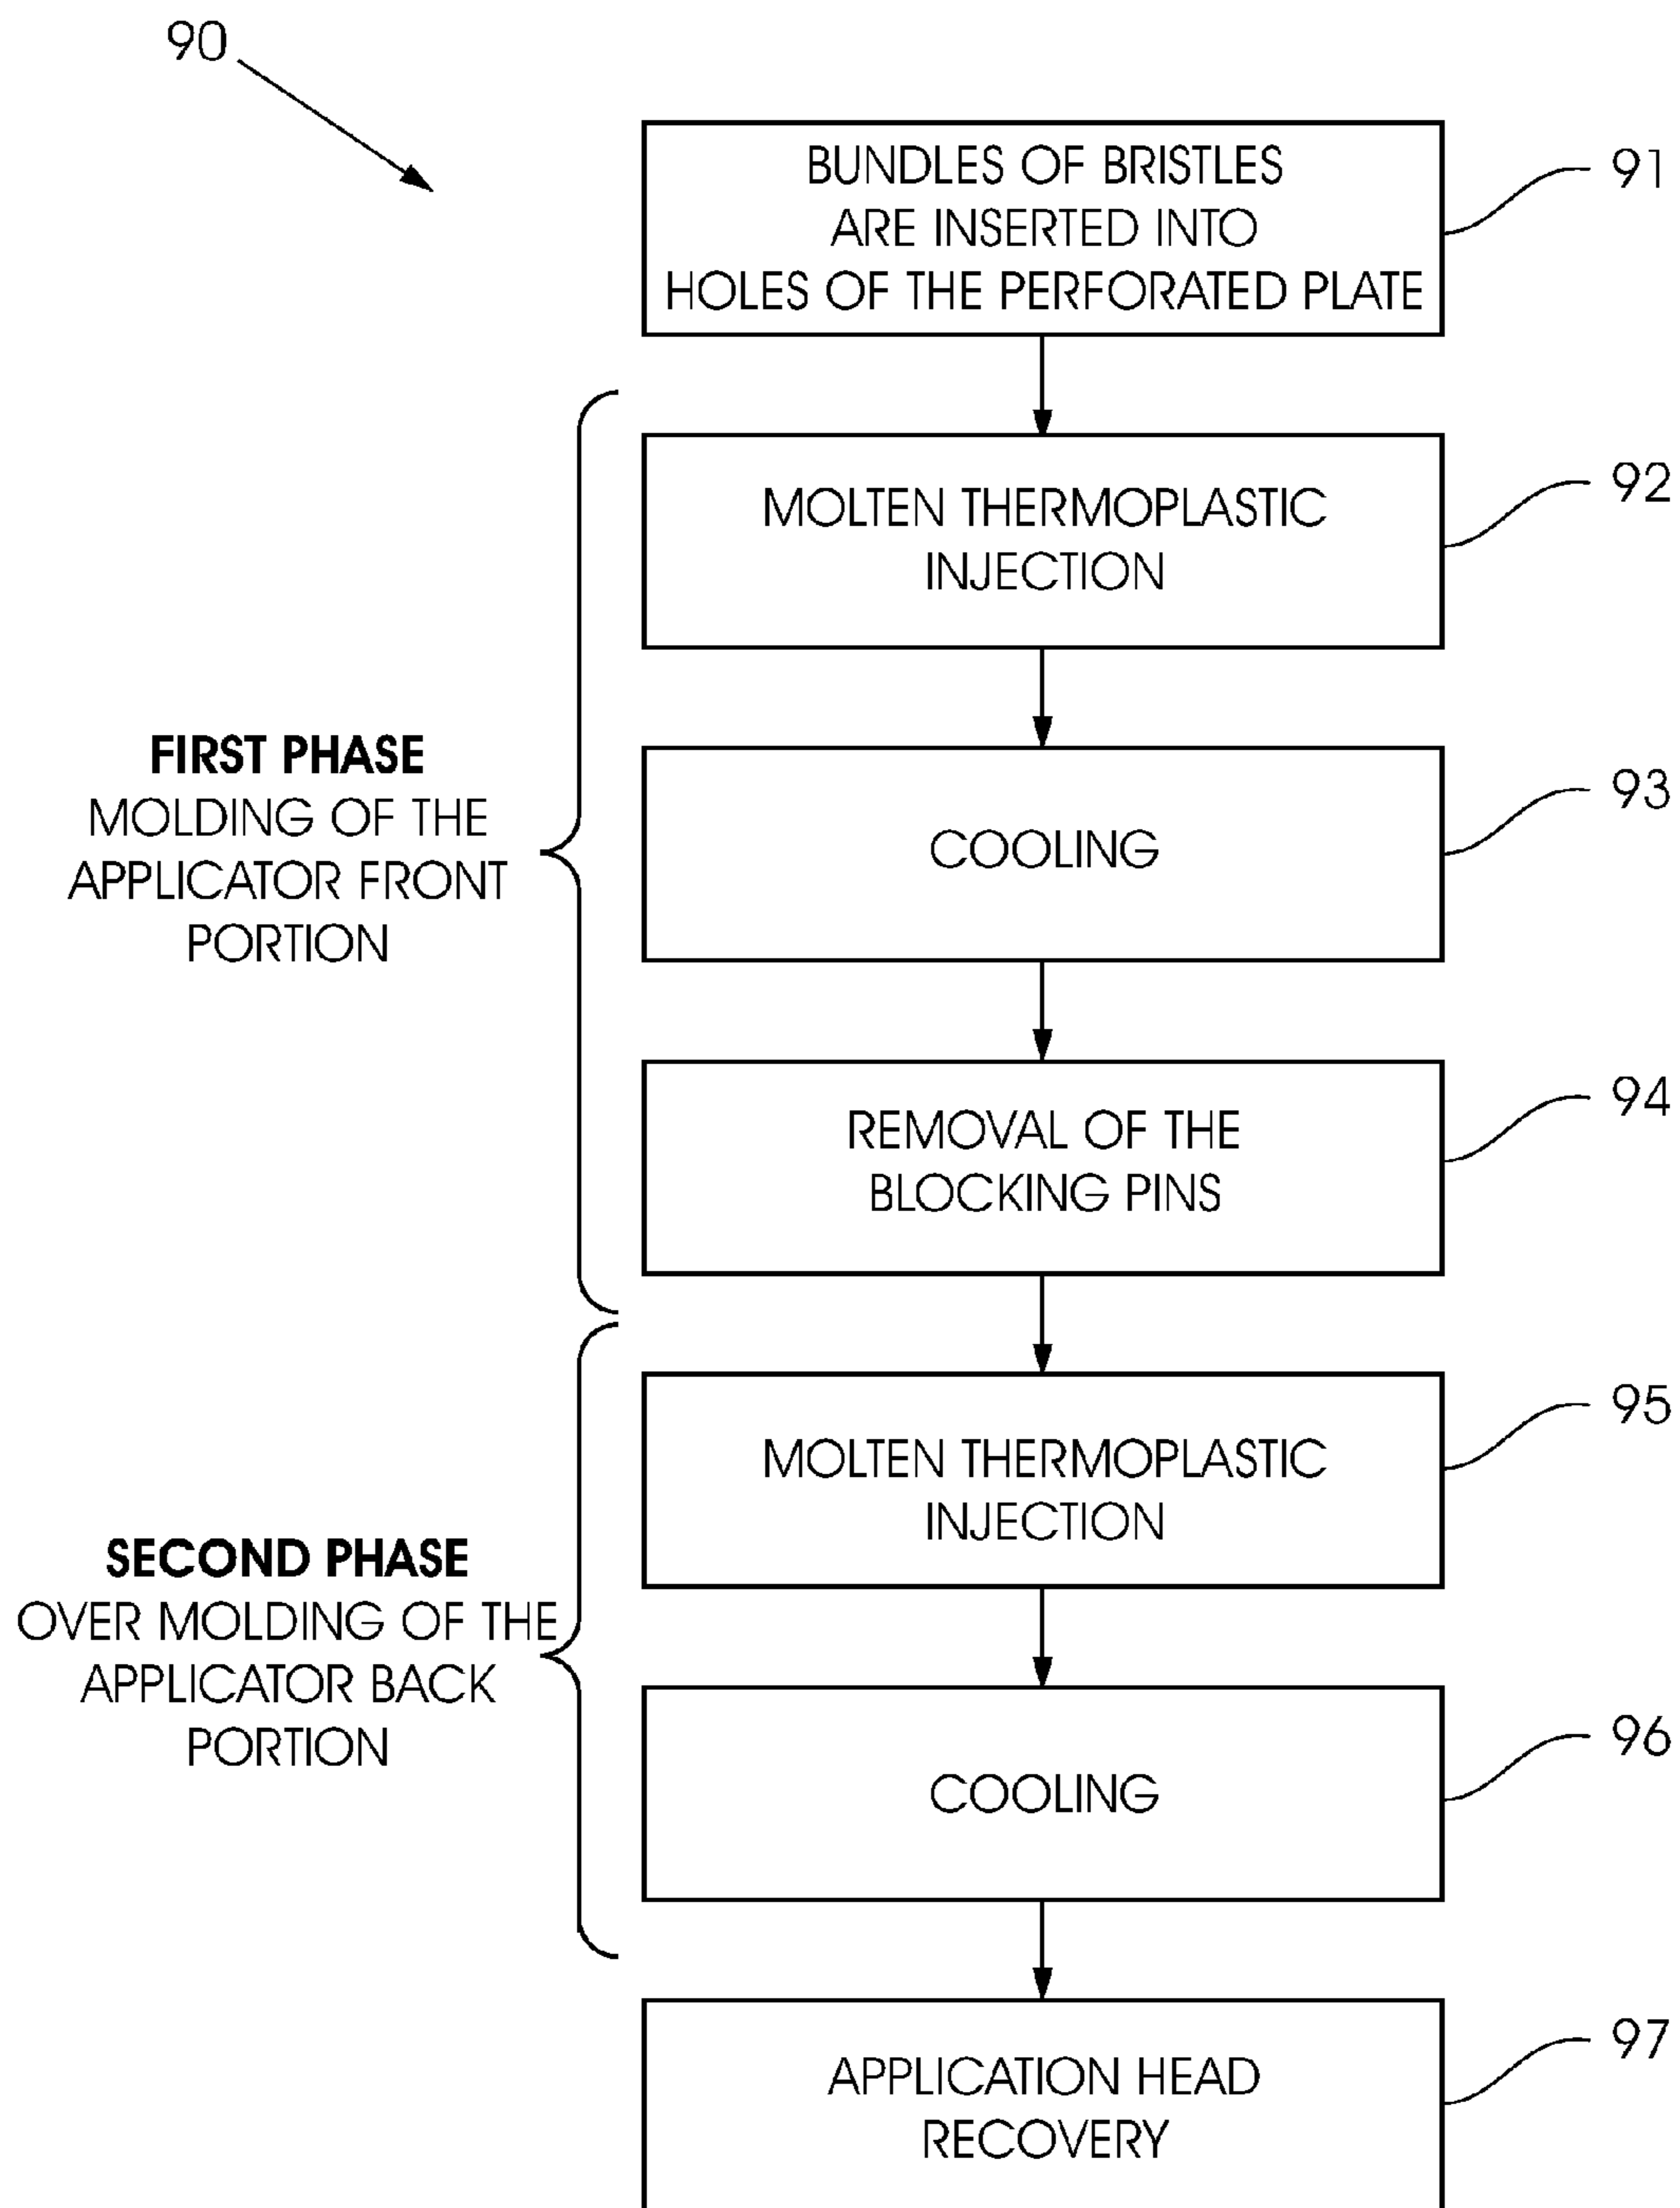 90
BUNDLES OF BRISTLES
ARE INSERTED INTO
HOLES OF THE PERFORATED PLATE
91
MOLTEN THERMOPLASTIC
INJECTION
92
FIRST PHASE
MOLDING OF THE
APPLICATOR FRONT
PORTION
COOLING
93
REMOVAL OF THE
BLOCKING PINS
94
MOLTEN THERMOPLASTIC
INJECTION
95
SECOND PHASE
OVER MOLDING OF THE
APPLICATOR BACK
PORTION
COOLING
96
APPLICATION HEAD
RECOVERY
97